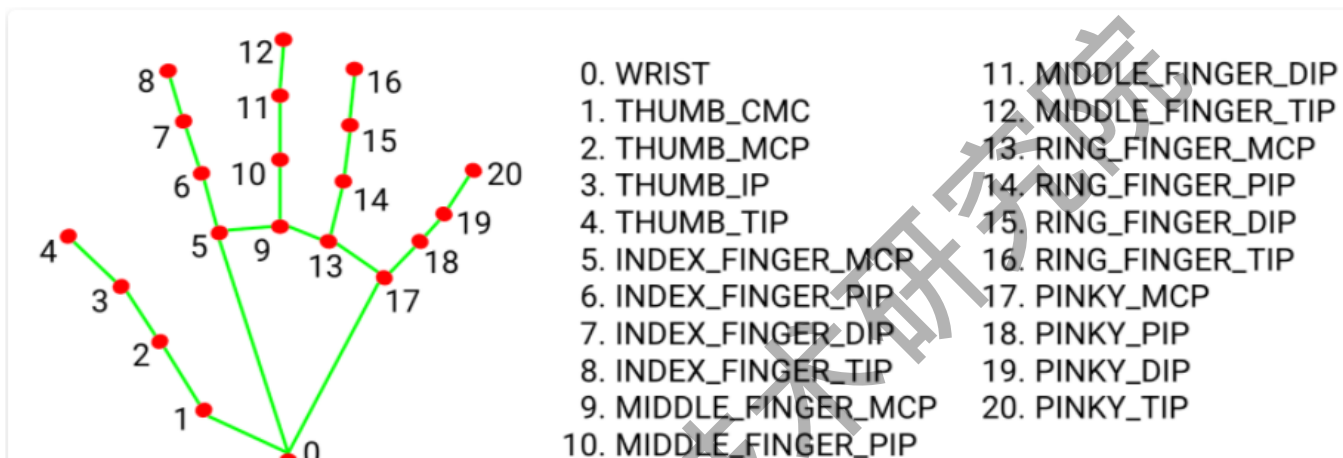 12
8
16
11
7
15
10
20
6
14
19
4
5
9
18
13
3
17
2
1
0
0. WRIST
1. THUMB_CMC
2. THUMB_MCP
3. THUMB_IP
4. THUMB_TIP
5. INDEX_FINGER_MCP
6. INDEX_FINGER_PIP
7. INDEX_FINGER_DIP
8. INDEX_FINGER_TIP
9. MIDDLE_FINGER_MCP
10. MIDDLE_FINGER_PIP
11. MIDDLE_FINGER_DIP
12. MIDDLE_FINGER_TIP
13. RING_FINGER_MCP
14. RING_FINGER_PIP
15. RING_FINGER_DIP
16. RING_FINGER_TIP
17. PINKY_MCP
18. PINKY_PIP
19. PINKY_DIP
20. PINKY_TIP
术研究院